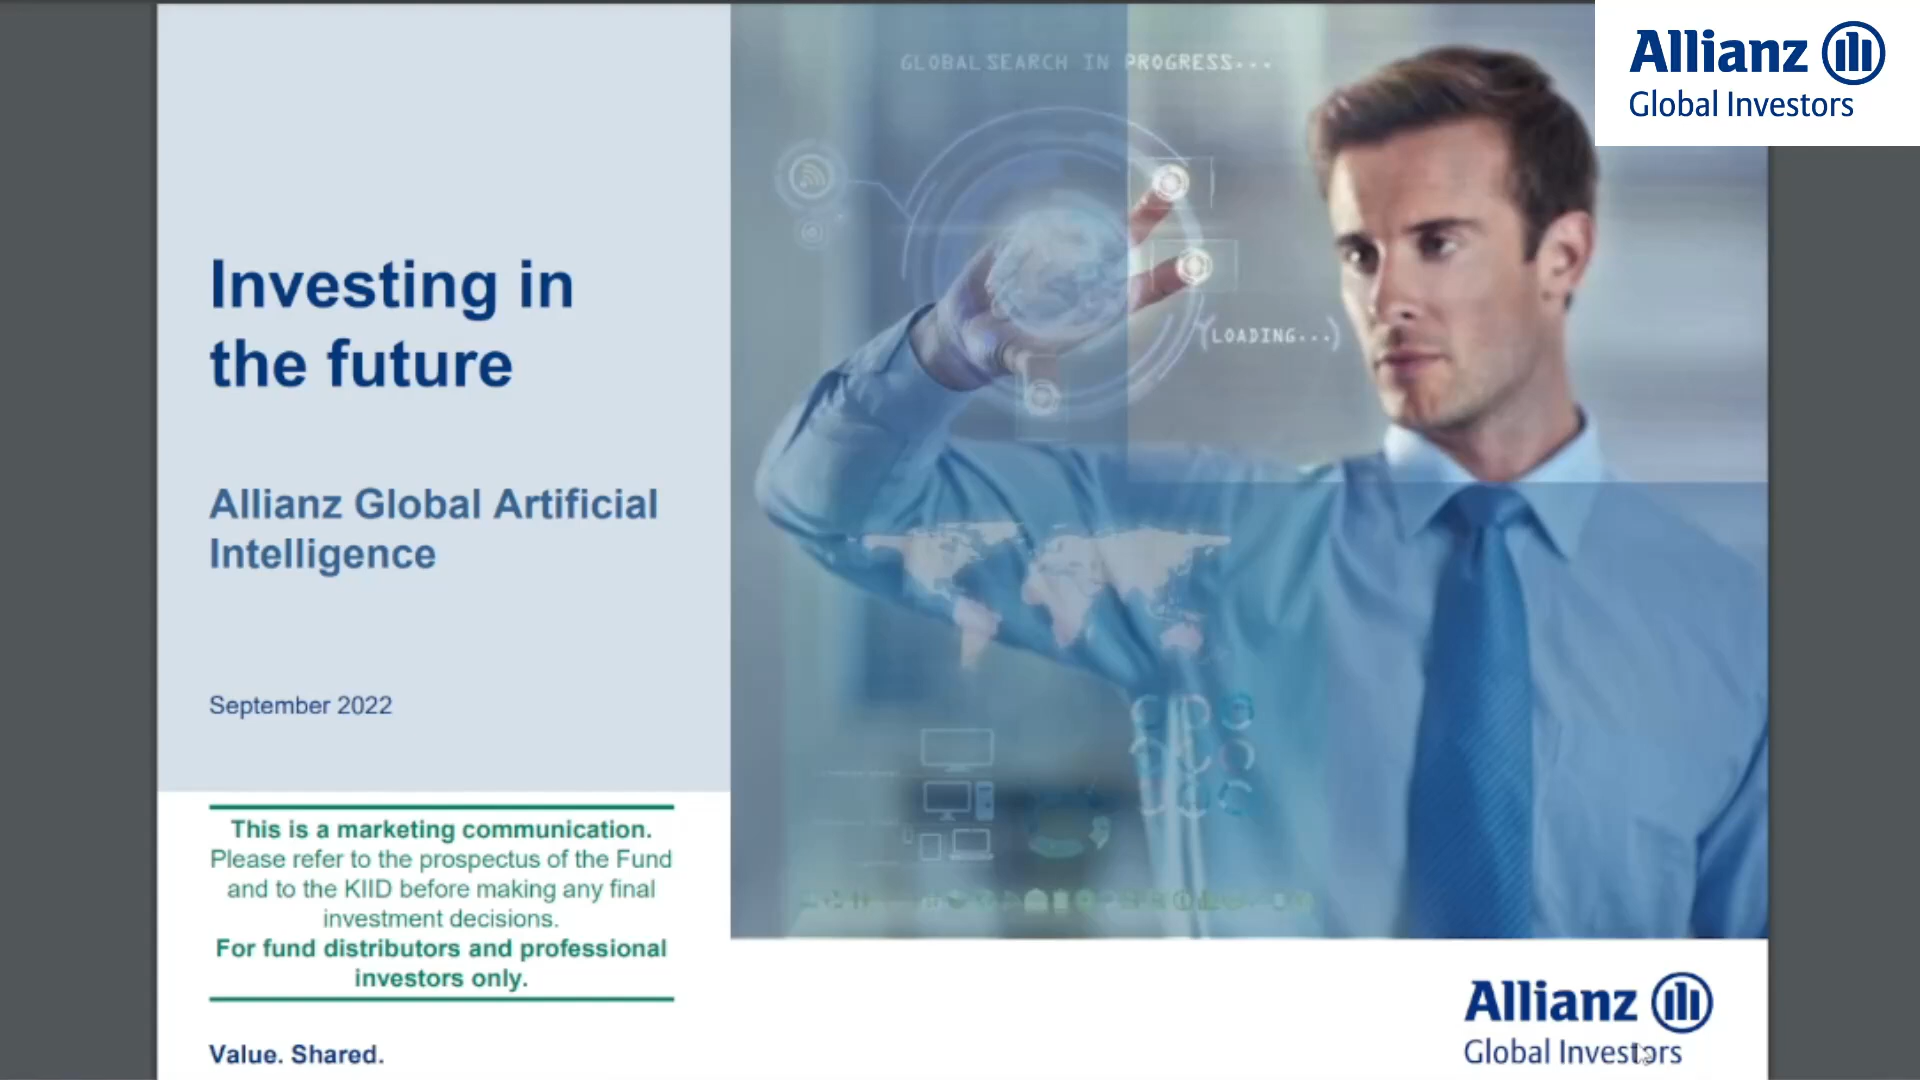 Allianz
Global Investors
GLOBAL SEARCH IN PROGRESS...
(LOADING...)
Investing in
the future
Allianz Global Artificial
Intelligence
September 2022
This is a marketing communication.
Please refer to the prospectus of the Fund
and to the KIID before making any final
investment decisions.
For fund distributors and professional
investors only.
Value. Shared.
Allianz
Global Investors